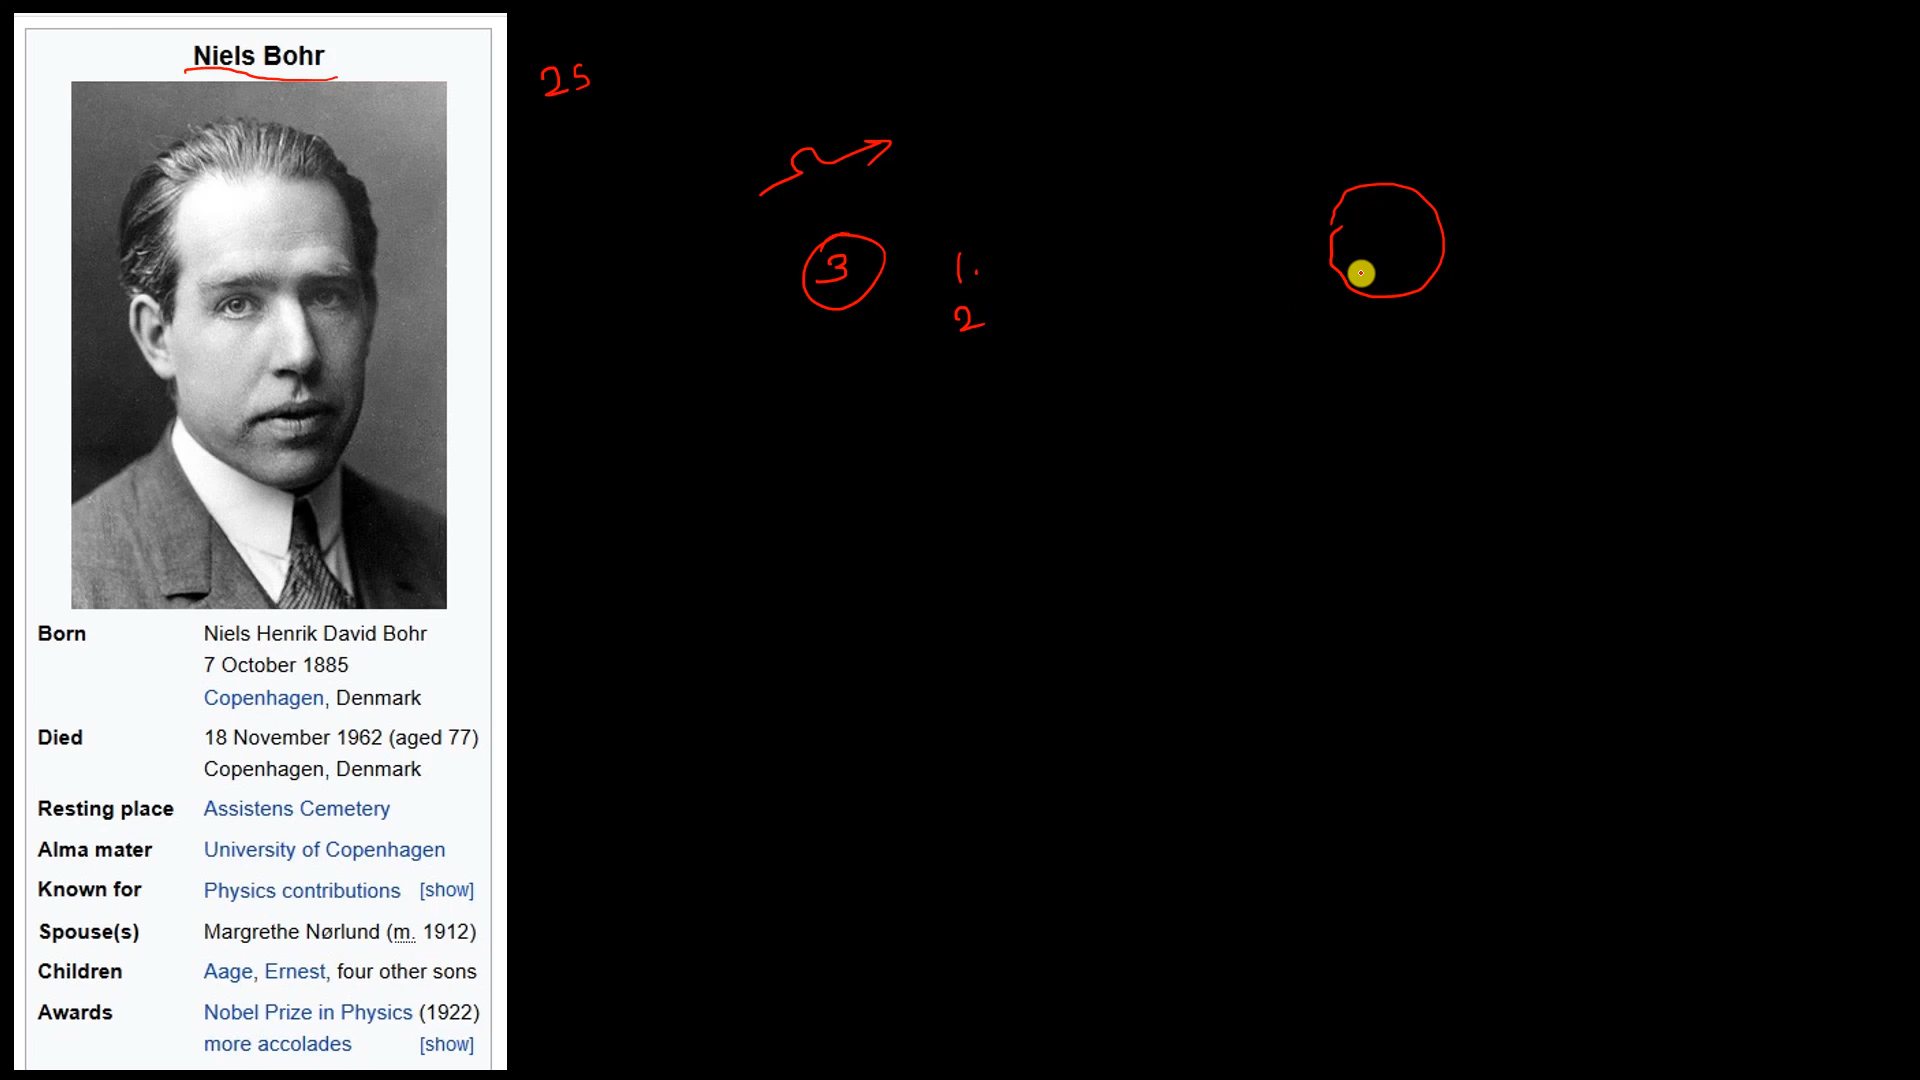 Niels Bohr
Born Niels Henrik David Bohr
7 October 1885
Copenhagen, Denmark
Died 18 November 1962 (aged 77)
Copenhagen, Denmark
Resting place Assistens Cemetery
Alma mater University of Copenhagen
Known for Physics contributions [show]
Spouse(s) Margrethe Nørlund (m. 1912)
Children Aage, Ernest, four other sons
Awards Nobel Prize in Physics (1922)
more accolades [show]
25
3 1.
2